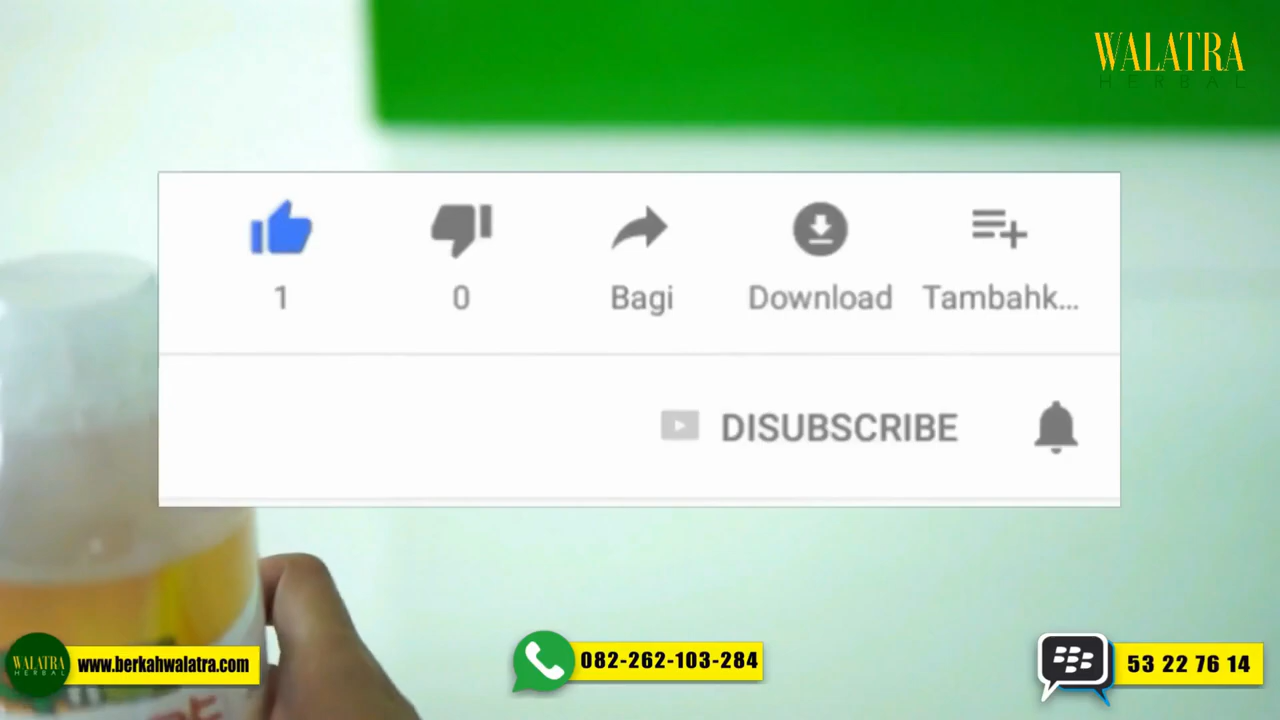 WALATRA
HERBAL
1
0
Bagi
Download
Tambahk...
DISUBSCRIBE
WALATRA
HERBAL
www.berkahwalatra.com
082-262-103-284
53 22 76 14